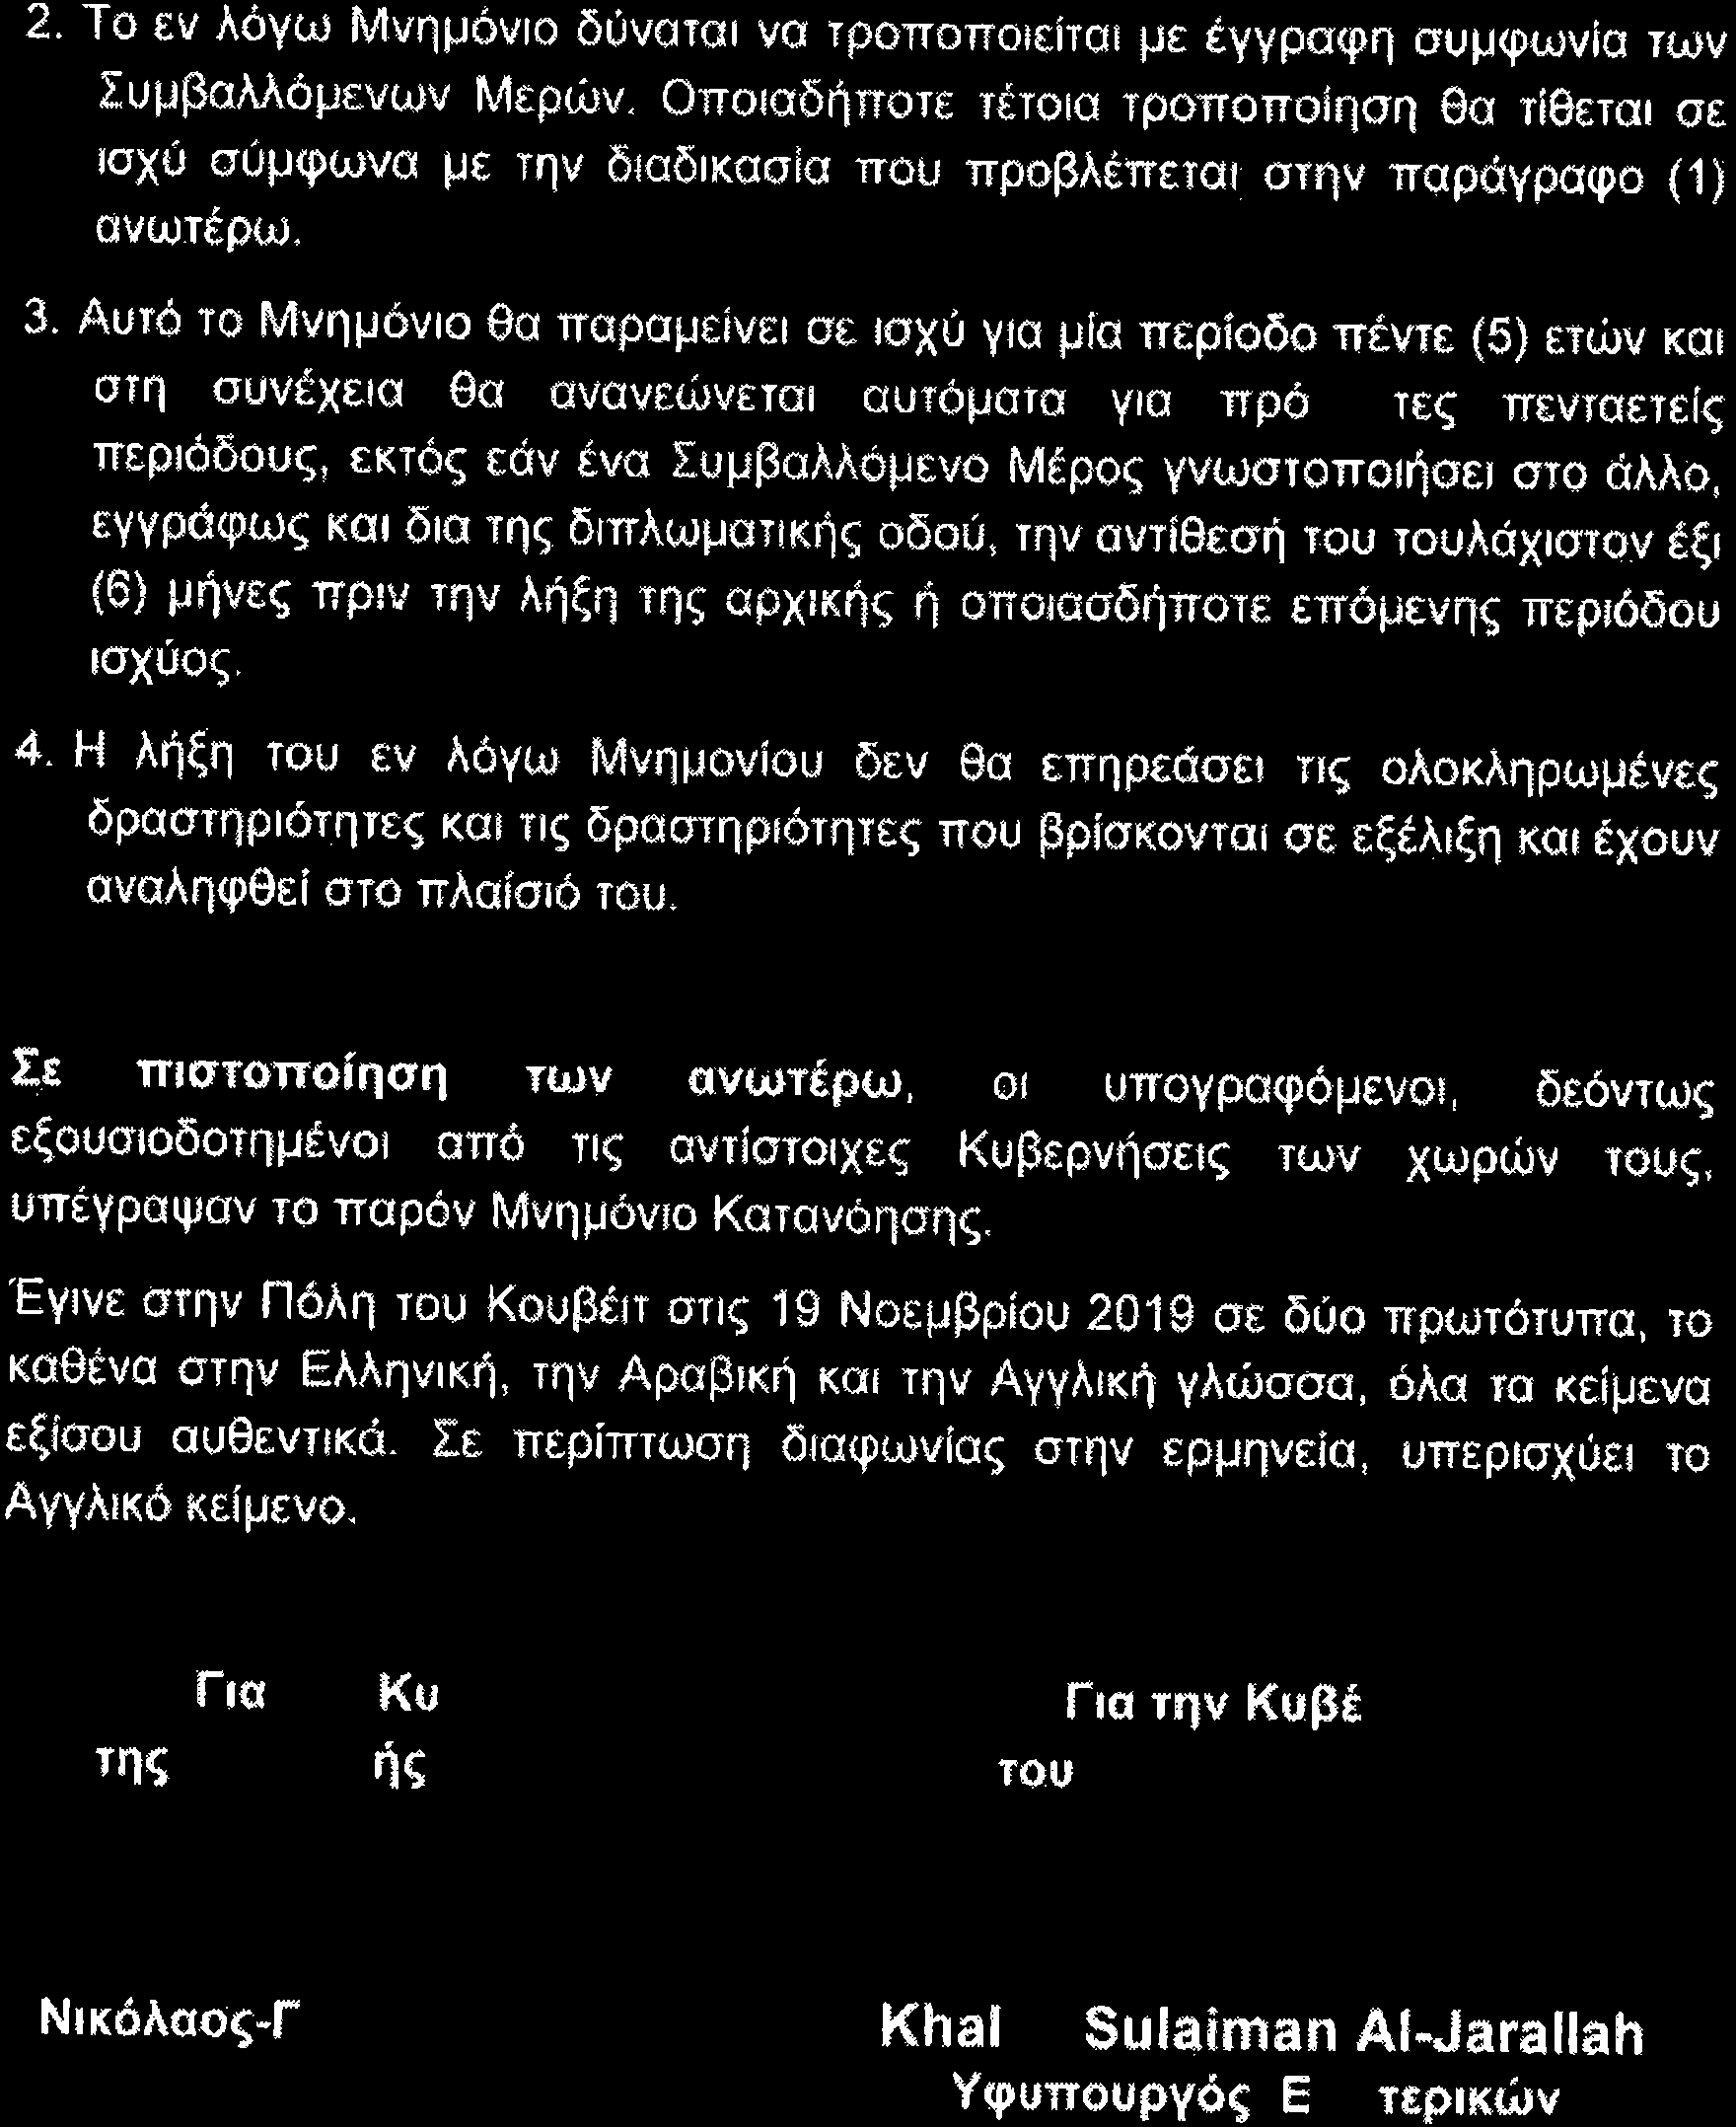 2. Το εν λόγω Μνημόνιο δύναται να τροποποιείται με έγγραφη συμφωνία των
Συμβαλλόμενων Μερών. Οποιαδήποτε τέτοια τροποποίηση θα τίθεται σε
ισχύ σύμφωνα με την διαδικασία που προβλέπεται στην παράγραφο (1)
ανωτέρω.
3. Αυτό το Μνημόνιο θα παραμείνει σε ισχύ για μία περίοδο πέντε (5) ετών και
στη συνέχεια θα ανανεώνεται αυτόματα για πρό τες πενταετείς
περιόδους, εκτός εάν ένα Συμβαλλόμενο Μέρος γνωστοποιήσει στο άλλο,
εγγράφως και δια της διπλωματικής οδού, την αντίθεσή του τουλάχιστον έξι
(6) μήνες πριν την λήξη της αρχικής ή οποιασδήποτε επόμενης περιόδου
ισχύος.
4. Η λήξη του εν λόγω Μνημονίου δεν θα επηρεάσει τις ολοκληρωμένες
δραστηριότητες και τις δραστηριότητες που βρίσκονται σε εξέλιξη και έχουν
αναληφθεί στο πλαίσιό του.
Σε πιστοποίηση των ανωτέρω, οι υπογραφόμενοι, δεόντως
εξουσιοδοτημένοι από τις αντίστοιχες Κυβερνήσεις των χωρών τους,
υπέγραψαν το παρόν Μνημόνιο Κατανόησης.
Έγινε στην Πόλη του Κουβέιτ στις 19 Νοεμβρίου 2019 σε δύο πρωτότυπα, το
καθένα στην Ελληνική, την Αραβική και την Αγγλική γλώσσα, όλα τα κείμενα
εξίσου αυθεντικά. Σε περίπτωση διαφωνίας στην ερμηνεία, υπερισχύει το
Αγγλικό κείμενο.
Για Κυ
της ής
Για την Κυβέ
του
Νικόλαος-Γ
Khal Sulaiman Al-Jarallah
Υφυπουργός Ε τερικών